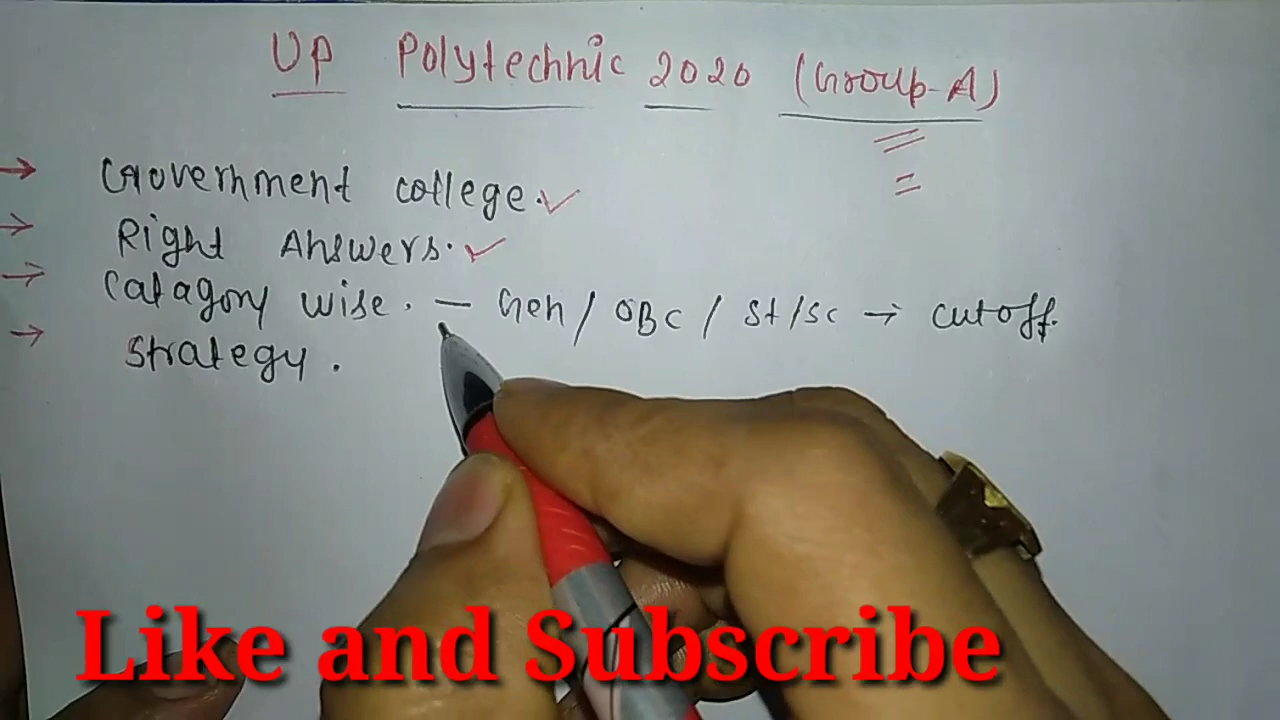 UP Polytechnic 2020 (Group-A)
→ Government college. ✓
→ Right Answers. ✓
→ Catagory wise. — Gen / OBC / St/Sc → cutoff.
→ Strategy.
Like and Subscribe